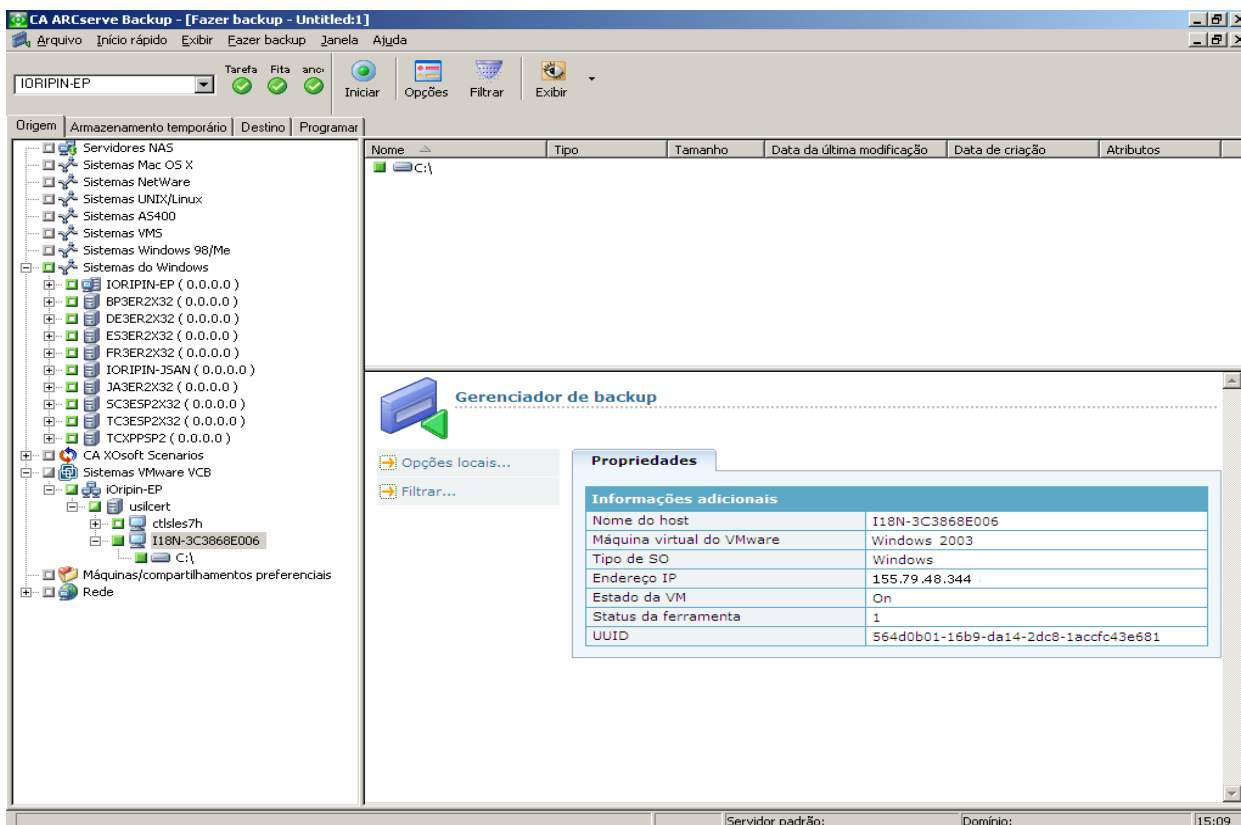 CA ARCserve Backup - [Fazer backup - Untitled:1]
Arquivo Início rápido Exibir Fazer backup Janela Ajuda
IORIPIN-EP
Tarefa Fita anci
Iniciar Opções Filtrar Exibir
Origem Armazenamento temporário Destino Programar
Servidores NAS
Sistemas Mac OS X
Sistemas NetWare
Sistemas UNIX/Linux
Sistemas AS400
Sistemas VMS
Sistemas Windows 98/Me
Sistemas do Windows
IORIPIN-EP ( 0.0.0.0 )
BP3ER2X32 ( 0.0.0.0 )
DE3ER2X32 ( 0.0.0.0 )
ES3ER2X32 ( 0.0.0.0 )
FR3ER2X32 ( 0.0.0.0 )
IORIPIN-JSAN ( 0.0.0.0 )
JA3ER2X32 ( 0.0.0.0 )
SC3ESP2X32 ( 0.0.0.0 )
TC3ESP2X32 ( 0.0.0.0 )
TCXPPSP2 ( 0.0.0.0 )
CA XOsoft Scenarios
Sistemas VMware VCB
iOripin-EP
usilcert
ctlsles7h
I18N-3C3868E006
C:\
Máquinas/compartilhamentos preferenciais
Rede
Nome Tipo Tamanho Data da última modificação Data de criação Atributos
C:\
Gerenciador de backup
Opções locais...
Filtrar...
Propriedades
Informações adicionais
Nome do host I18N-3C3868E006
Máquina virtual do VMware Windows 2003
Tipo de SO Windows
Endereço IP 155.79.48.344
Estado da VM On
Status da ferramenta 1
UUID 564d0b01-16b9-da14-2dc8-1accfc43e681
Servidor padrão: Domínio: 15:09